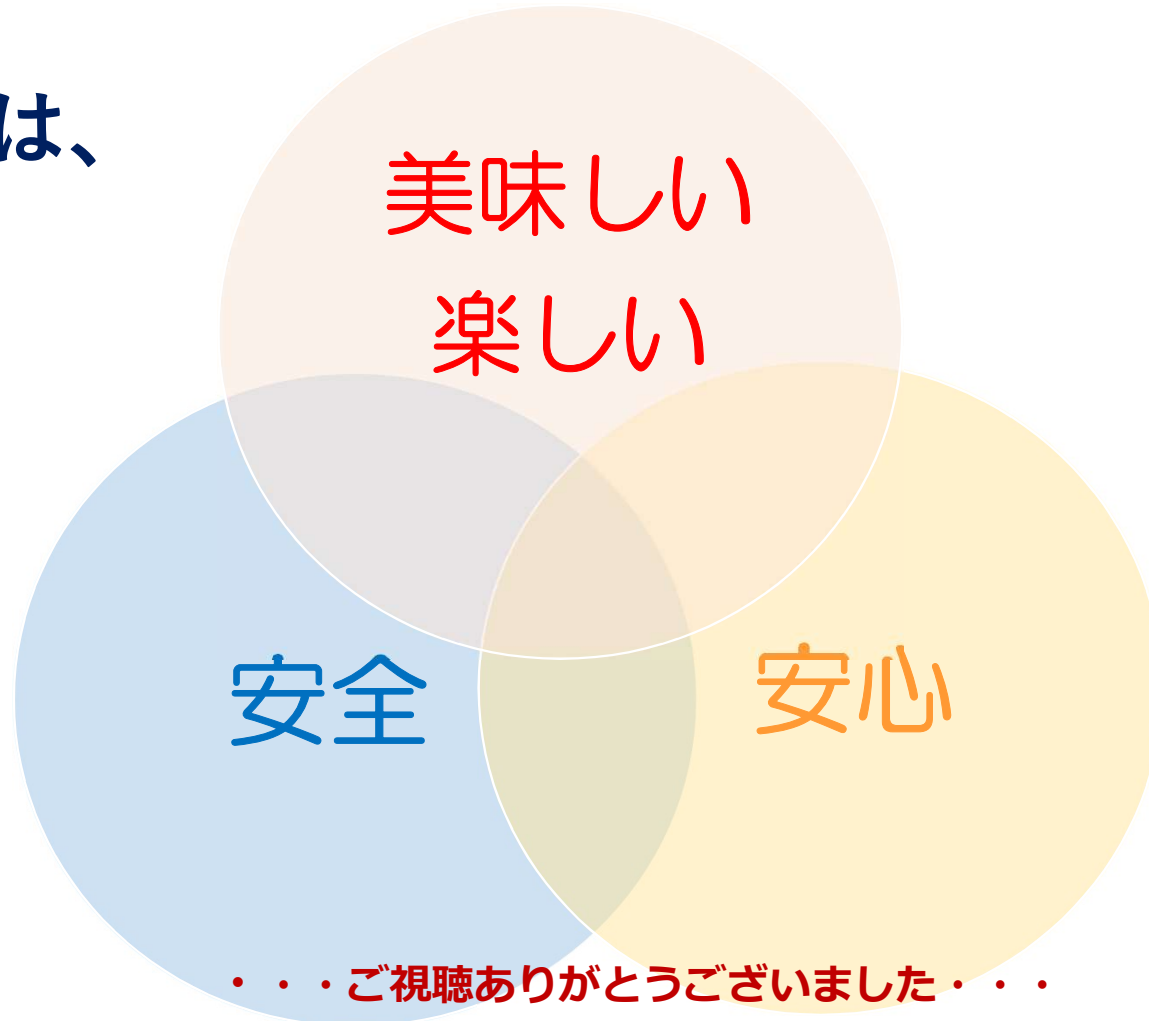 は、
美味しい
楽しい
安全
安心
・・・ご視聴ありがとうございました・・・